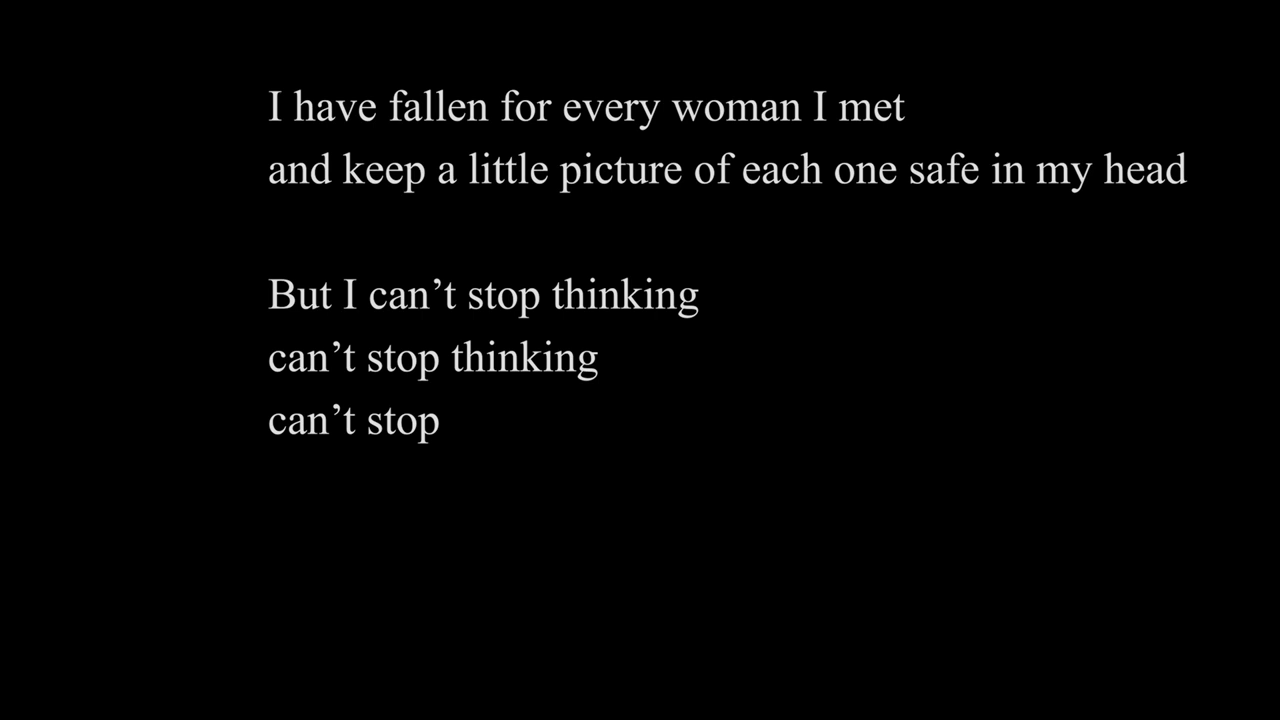 I have fallen for every woman I met
and keep a little picture of each one safe in my head
But I can’t stop thinking
can’t stop thinking
can’t stop